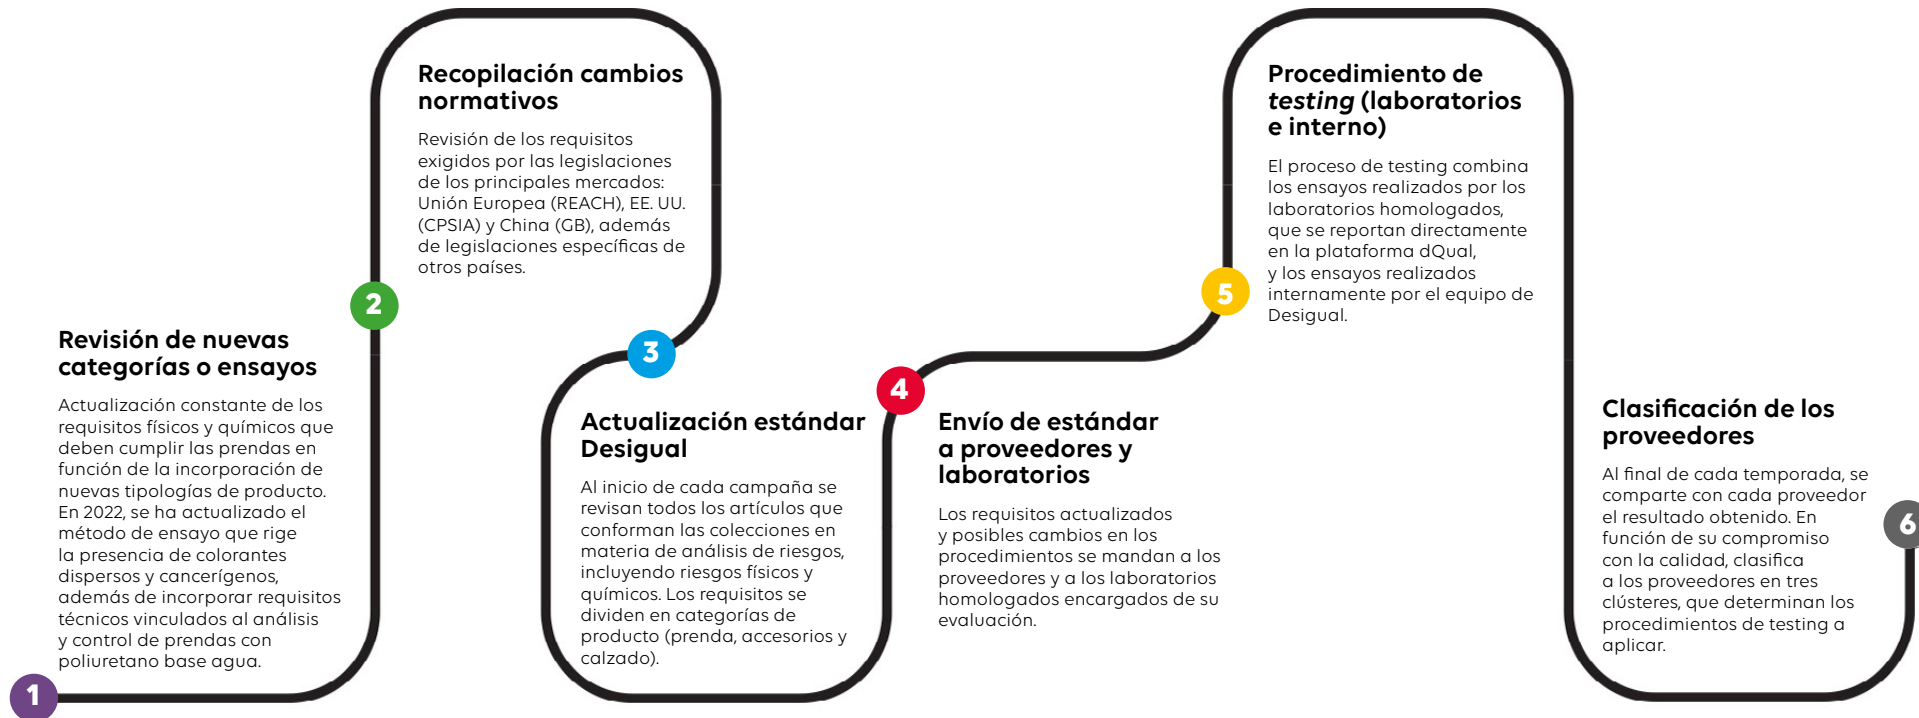 1
Revisión de nuevas
categorías o ensayos
Actualización constante de los
requisitos físicos y químicos que
deben cumplir las prendas en
función de la incorporación de
nuevas tipologías de producto.
En 2022, se ha actualizado el
método de ensayo que rige
la presencia de colorantes
dispersos y cancerígenos,
además de incorporar requisitos
técnicos vinculados al análisis
y control de prendas con
poliuretano base agua.
2
Recopilación cambios
normativos
Revisión de los requisitos
exigidos por las legislaciones
de los principales mercados:
Unión Europea (REACH), EE. UU.
(CPSIA) y China (GB), además
de legislaciones específicas de
otros países.
3
Actualización estándar
Desigual
Al inicio de cada campaña se
revisan todos los artículos que
conforman las colecciones en
materia de análisis de riesgos,
incluyendo riesgos físicos y
químicos. Los requisitos se
dividen en categorías de
producto (prenda, accesorios y
calzado).
4
Envío de estándar
a proveedores y
laboratorios
Los requisitos actualizados
y posibles cambios en los
procedimientos se mandan a los
proveedores y a los laboratorios
homologados encargados de su
evaluación.
5
Procedimiento de
testing (laboratorios
e interno)
El proceso de testing combina
los ensayos realizados por los
laboratorios homologados,
que se reportan directamente
en la plataforma dQual,
y los ensayos realizados
internamente por el equipo de
Desigual.
6
Clasificación de los
proveedores
Al final de cada temporada, se
comparte con cada proveedor
el resultado obtenido. En
función de su compromiso
con la calidad, clasifica
a los proveedores en tres
clústeres, que determinan los
procedimientos de testing a
aplicar.